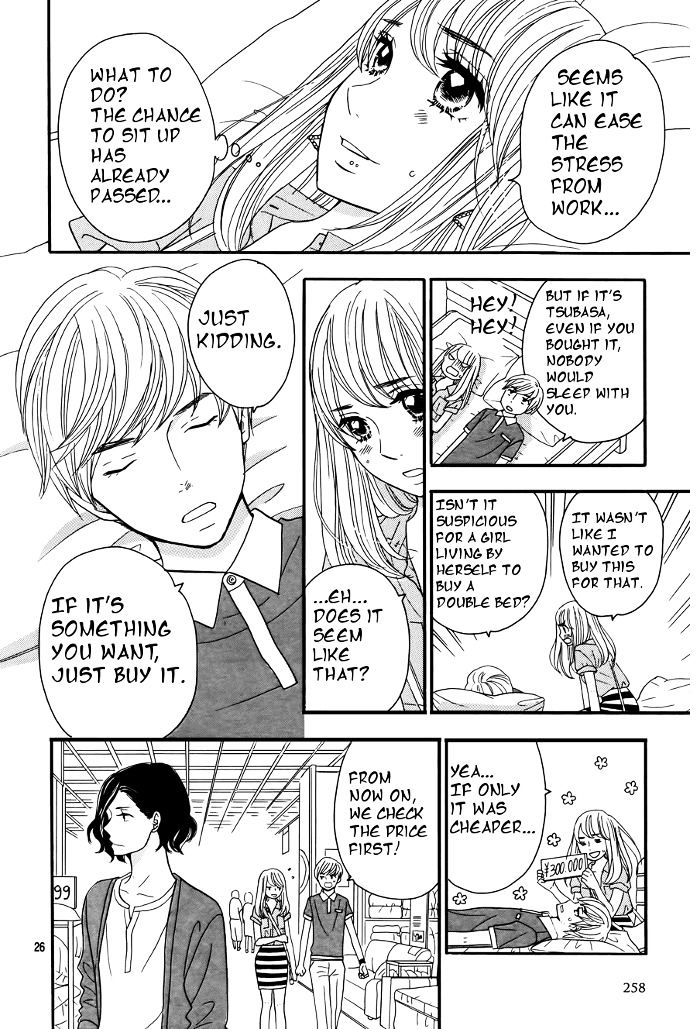 SEEMS
LIKE IT
CAN EASE
THE
STRESS
FROM
WORK...
WHAT TO
DO?
THE CHANCE
TO SIT UP
HAS
ALREADY
PASSED...
BUT IF IT'S
TSUBASA,
EVEN IF YOU
BOUGHT IT,
NOBODY
WOULD
SLEEP WITH
YOU.
HEY!
HEY!
IT WASN'T
LIKE I
WANTED TO
BUY THIS
FOR THAT.
ISN'T IT
SUSPICIOUS
FOR A GIRL
LIVING BY
HERSELF TO
BUY A
DOUBLE BED?
...EH...
DOES IT
SEEM
LIKE
THAT?
JUST
KIDDING.
IF IT'S
SOMETHING
YOU WANT,
JUST BUY IT.
YEA...
IF ONLY
IT WAS
CHEAPER...
¥300.000
FROM
NOW ON,
WE CHECK
THE PRICE
FIRST!
99
26
258